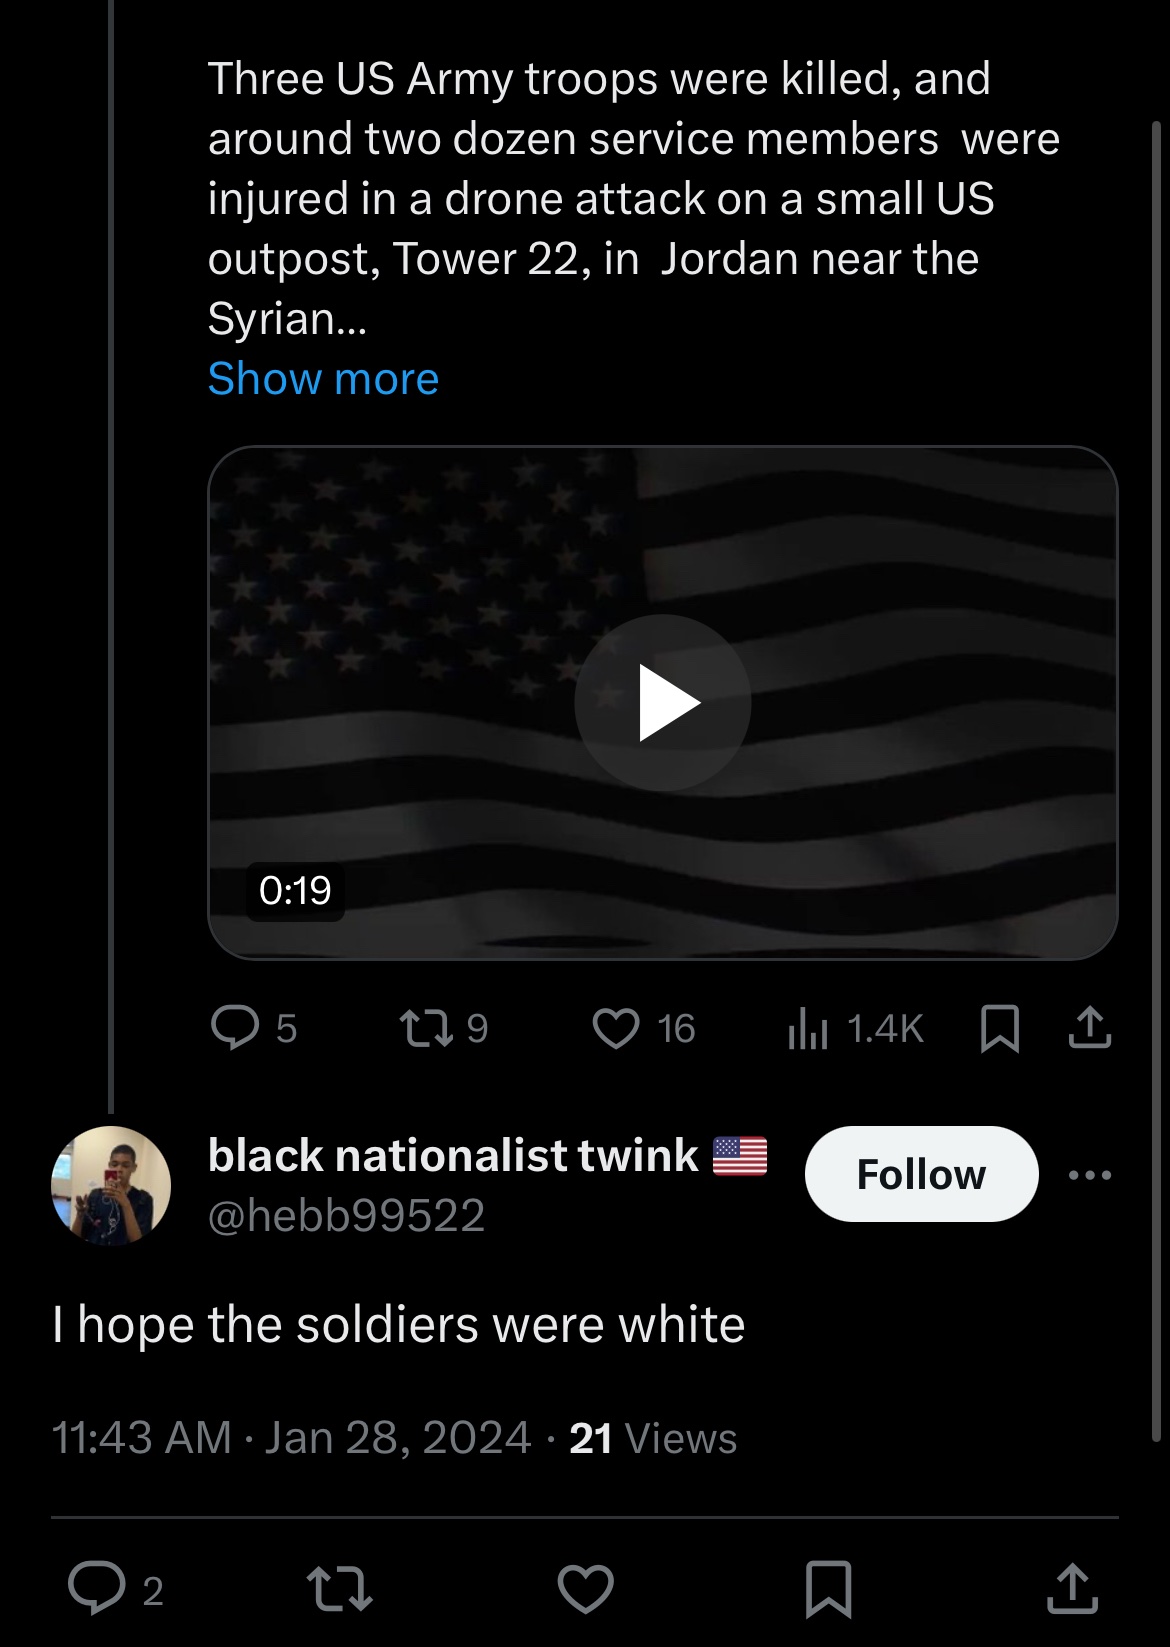 Three US Army troops were killed, and
around two dozen service members  were
injured in a drone attack on a small US
outpost, Tower 22, in  Jordan near the
Syrian...
Show more
0:19
5 9 16 1.4K
black nationalist twink 🇺🇸
Follow
@hebb99522
I hope the soldiers were white
11:43 AM · Jan 28, 2024 · 21 Views
2